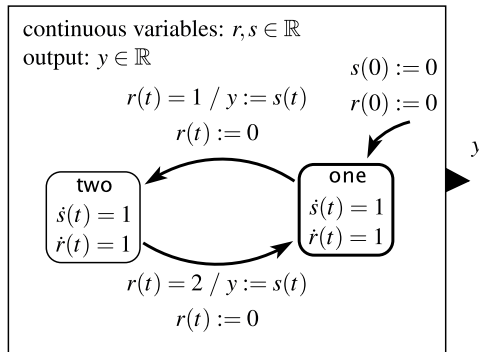 continuous variables: r, s ∈ ℝ
output: y ∈ ℝ
s(0) := 0
r(0) := 0
r(t) = 1 / y := s(t)
r(t) := 0
y
two
ṡ(t) = 1
ṙ(t) = 1
one
ṡ(t) = 1
ṙ(t) = 1
r(t) = 2 / y := s(t)
r(t) := 0